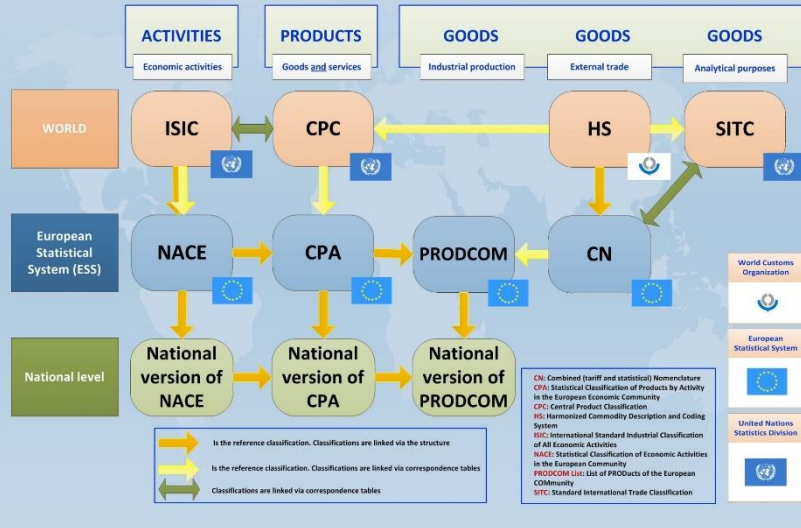 ACTIVITIES
Economic activities
PRODUCTS
Goods and services
GOODS
Industrial production
GOODS
External trade
GOODS
Analytical purposes
WORLD
ISIC
CPC
HS
SITC
European
Statistical
System (ESS)
NACE
CPA
PRODCOM
CN
World Customs
Organization
European
Statistical System
United Nations
Statistics Division
National level
National
version of
NACE
National
version of
CPA
National
version of
PRODCOM
Is the reference classification. Classifications are linked via the structure
Is the reference classification. Classifications are linked via correspondence tables
Classifications are linked via correspondence tables
CN: Combined (tariff and statistical) Nomenclature
CPA: Statistical Classification of Products by Activity
in the European Economic Community
CPC: Central Product Classification
HS: Harmonized Commodity Description and Coding
System
ISIC: International Standard Industrial Classification
of All Economic Activities
NACE: Statistical Classification of Economic Activities
in the European Community
PRODCOM List: List of PRODucts of the European
COMmunity
SITC: Standard International Trade Classification